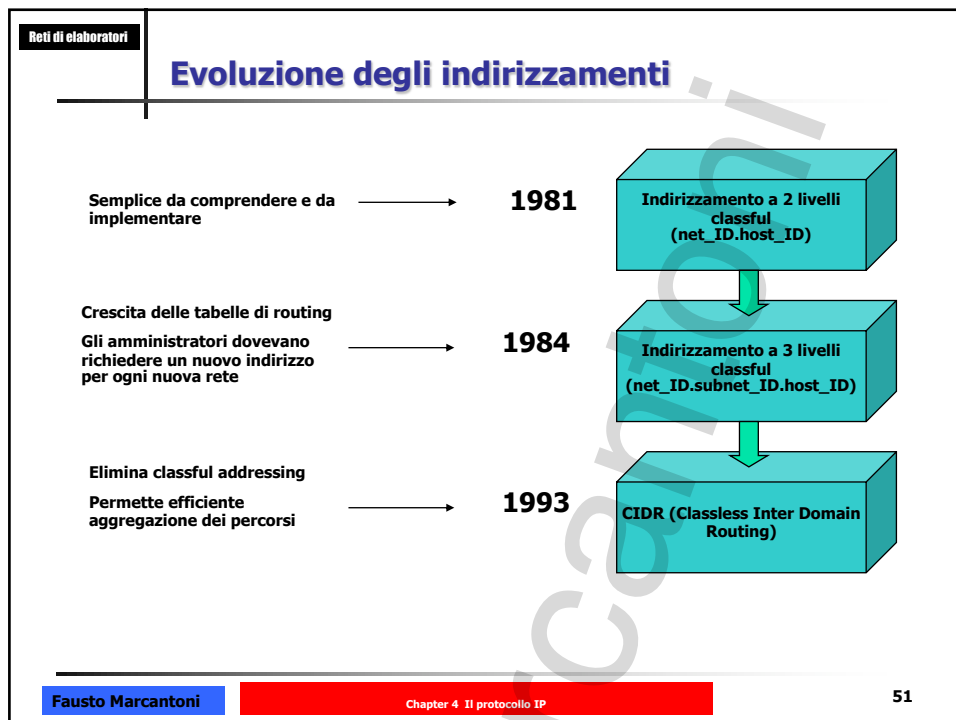 Reti di elaboratori
Evoluzione degli indirizzamenti
Semplice da comprendere e da
implementare
1981
Indirizzamento a 2 livelli
classful
(net_ID.host_ID)
Crescita delle tabelle di routing
Gli amministratori dovevano
richiedere un nuovo indirizzo
per ogni nuova rete
1984
Indirizzamento a 3 livelli
classful
(net_ID.subnet_ID.host_ID)
Elimina classful addressing
Permette efficiente
aggregazione dei percorsi
1993
CIDR (Classless Inter Domain
Routing)
Fausto Marcantoni
Chapter 4 Il protocollo IP
51